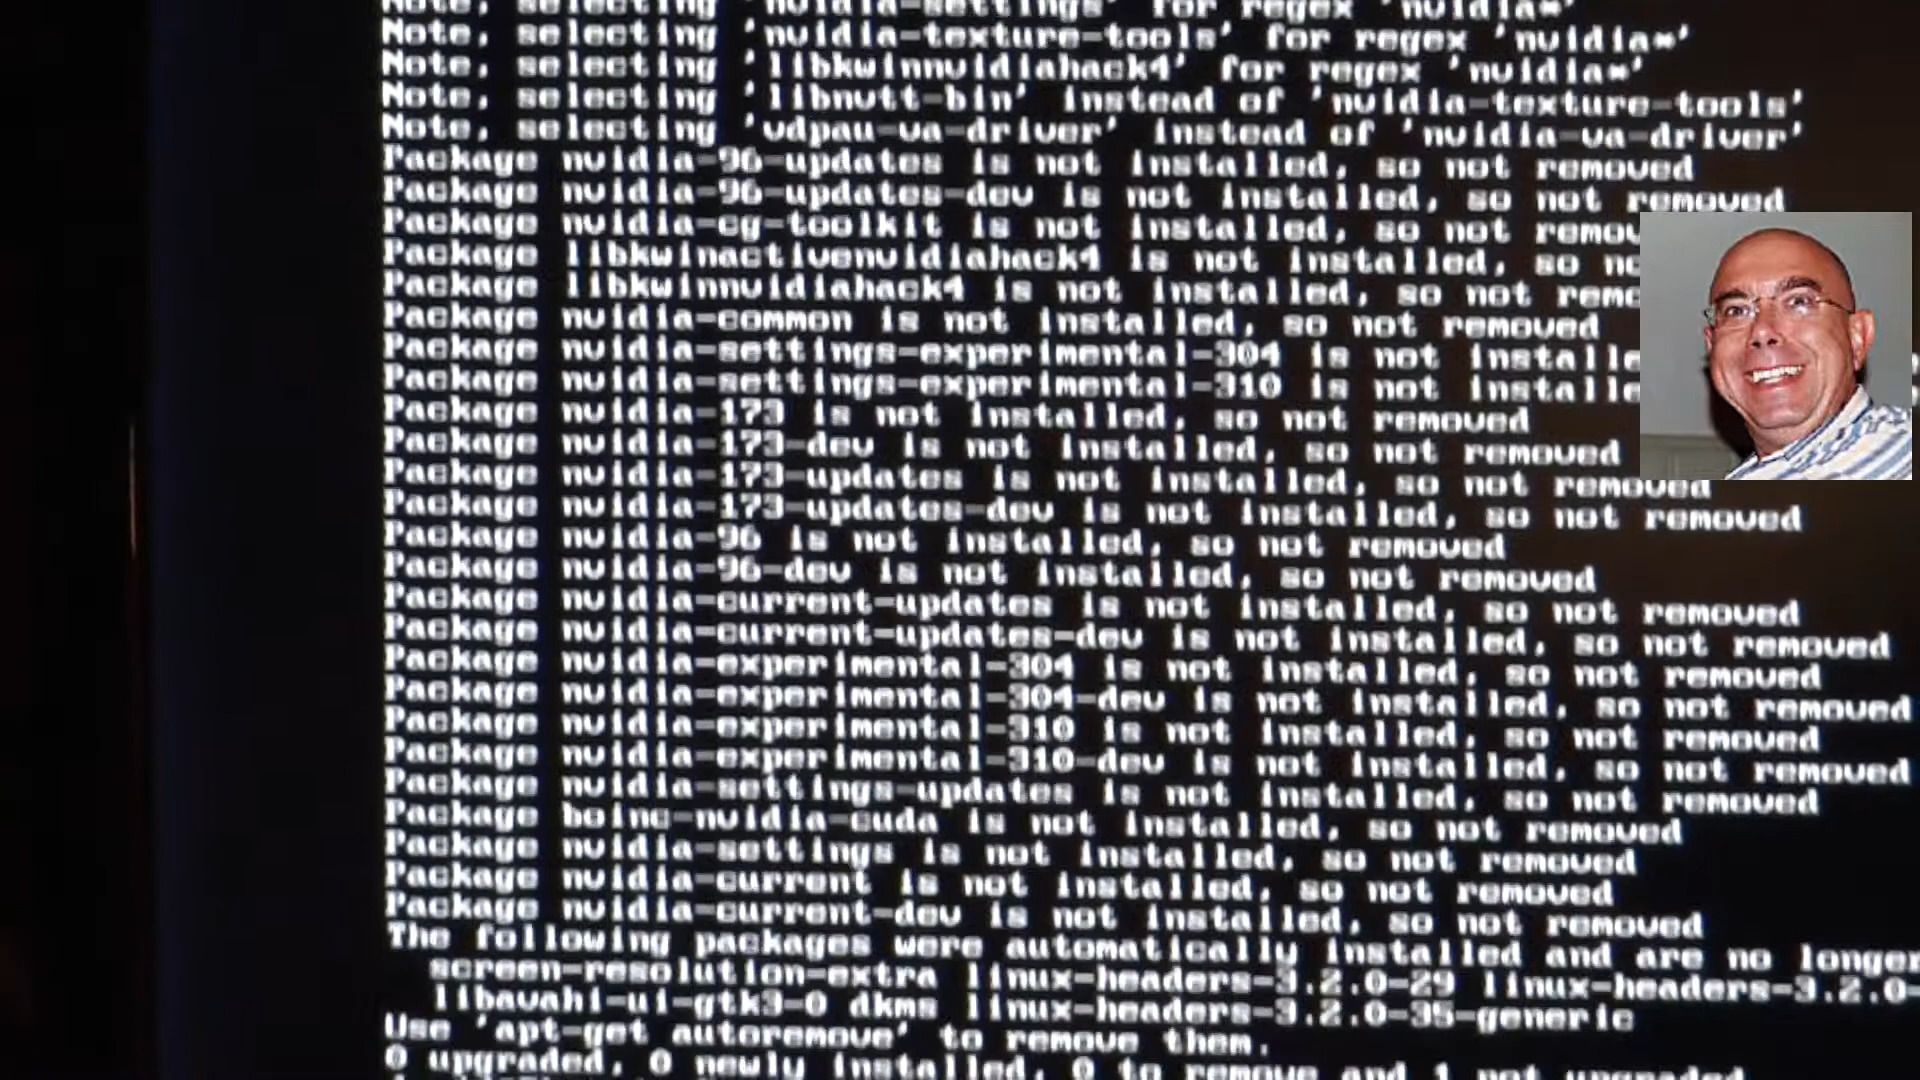 Note, selecting 'nvidia-settings' for regex 'nvidia*'
Note, selecting 'nvidia-texture-tools' for regex 'nvidia*'
Note, selecting 'libkwinnvidiahack4' for regex 'nvidia*'
Note, selecting 'libnvtt-bin' instead of 'nvidia-texture-tools'
Note, selecting 'vdpau-va-driver' instead of 'nvidia-va-driver'
Package nvidia-96-updates is not installed, so not removed
Package nvidia-96-updates-dev is not installed, so not removed
Package nvidia-cg-toolkit is not installed, so not
Package libkwinactivenvidiahack4 is not installed, so
Package libkwinnvidiahack4 is not installed, so not
Package nvidia-common is not installed, so not removed
Package nvidia-settings-experimental-304 is not
Package nvidia-settings-experimental-310 is not
Package nvidia-173 is not installed, so not removed
Package nvidia-173-dev is not installed, so not removed
Package nvidia-173-updates is not installed, so not removed
Package nvidia-173-updates-dev is not installed, so not removed
Package nvidia-96 is not installed, so not removed
Package nvidia-96-dev is not installed, so not removed
Package nvidia-current-updates is not installed, so not removed
Package nvidia-current-updates-dev is not installed, so not removed
Package nvidia-experimental-304 is not installed, so not removed
Package nvidia-experimental-304-dev is not installed, so not removed
Package nvidia-experimental-310 is not installed, so not removed
Package nvidia-experimental-310-dev is not installed, so not removed
Package nvidia-settings-updates is not installed, so not removed
Package boinc-nvidia-cuda is not installed, so not removed
Package nvidia-settings is not installed, so not removed
Package nvidia-current is not installed, so not removed
Package nvidia-current-dev is not installed, so not removed
The following packages were automatically installed and are no longer
screen-resolution-extra linux-headers-3.2.0-29 linux-headers-3.2.0-
libavahi-ui-gtk3-0 dkms linux-headers-3.2.0-35-generic
Use 'apt-get autoremove' to remove them.
0 upgraded, 0 newly installed, 0 to remove and 1 not upgraded